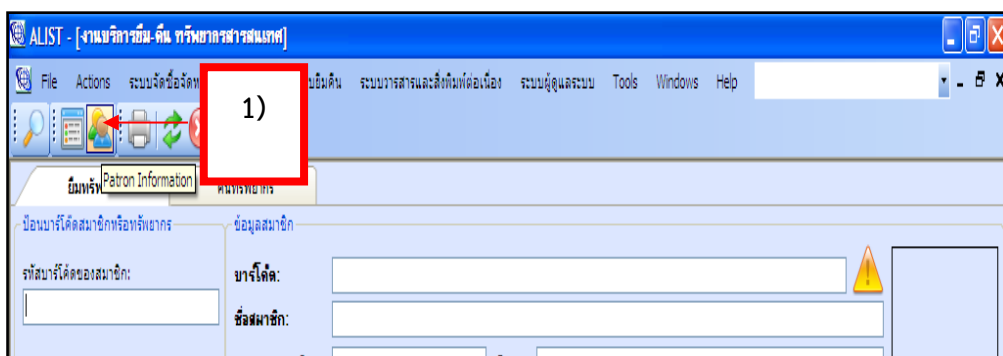 ALIST - [งานบริการยืม-คืน ทรัพยากรสารสนเทศ]
File Actions ระบบจัดซื้อจัดห บยืมคืน ระบบวารสารและสิ่งพิมพ์ต่อเนื่อง ระบบผู้ดูแลระบบ Tools Windows Help
1)
Patron Information
ยืมทรัพ
คืนทรัพยากร
ป้อนบาร์โค้ดสมาชิกหรือทรัพยากร
ข้อมูลสมาชิก
รหัสบาร์โค้ดของสมาชิก:
บาร์โค้ด:
ชื่อสมาชิก: